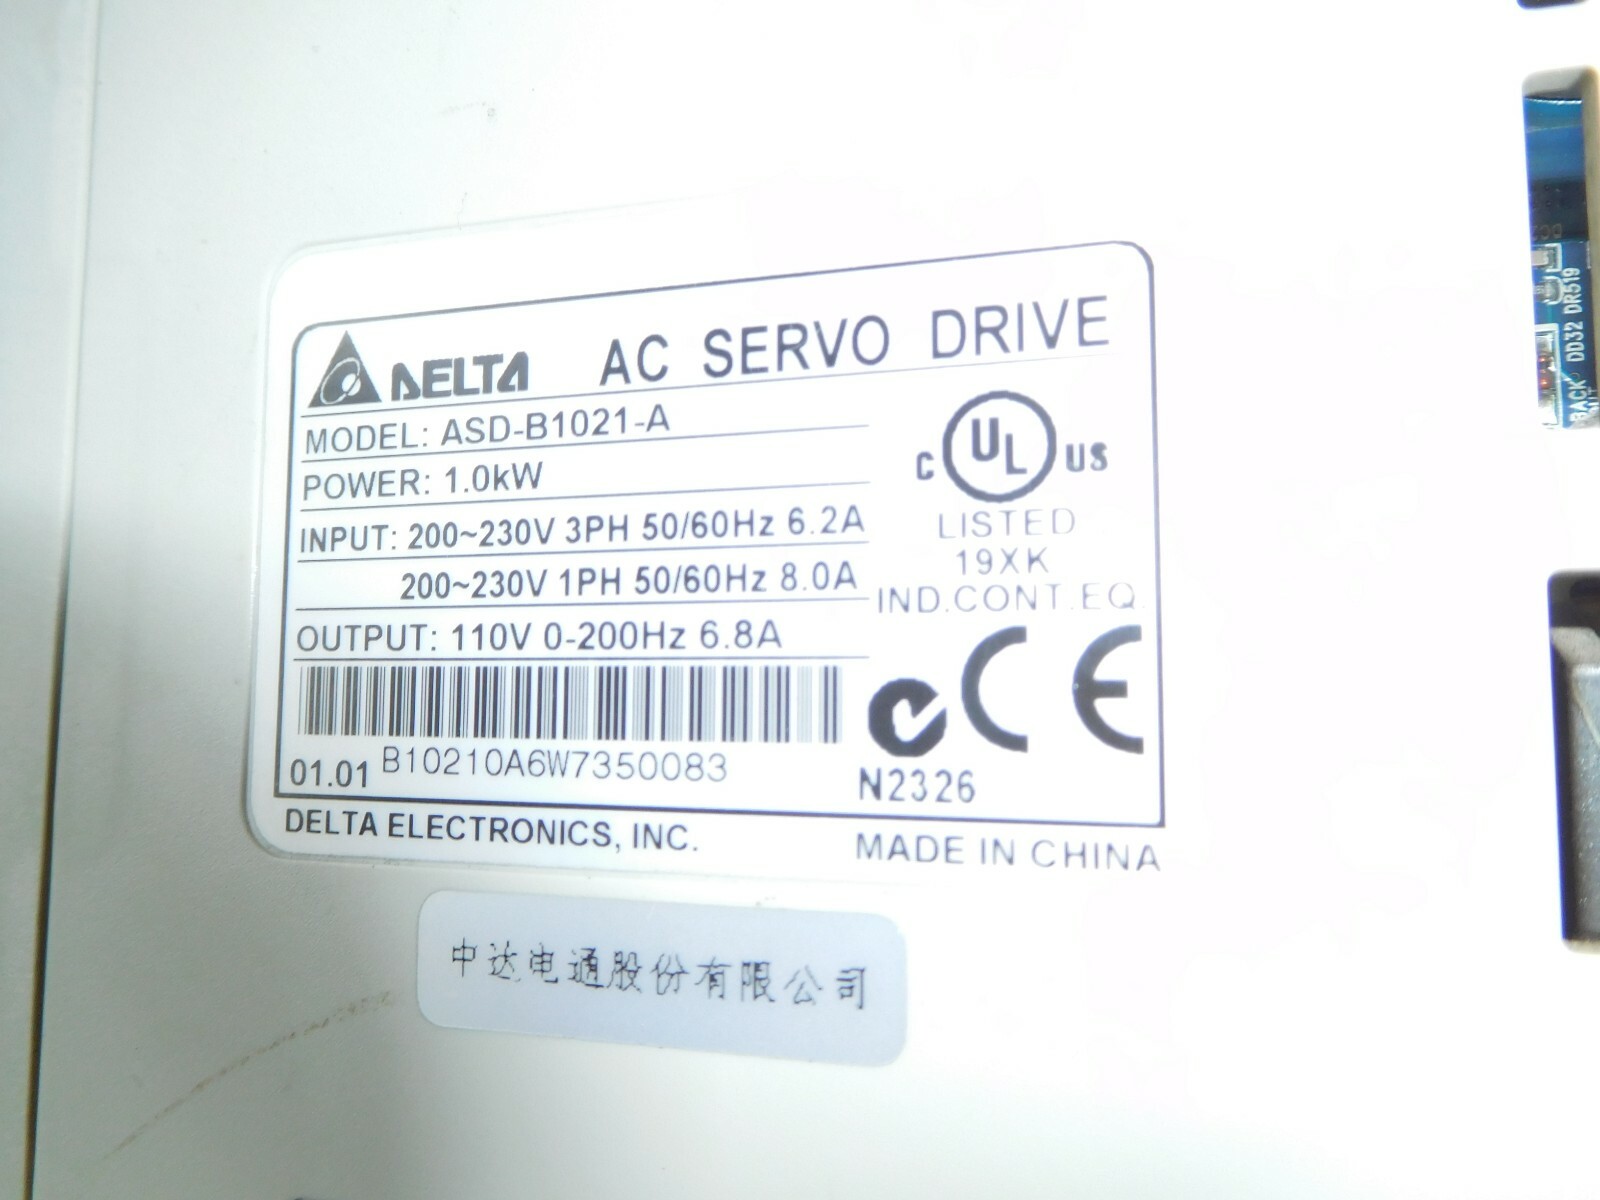 DELTA AC SERVO DRIVE
MODEL: ASD-B1021-A
POWER: 1.0kW
INPUT: 200~230V 3PH 50/60Hz 6.2A
200~230V 1PH 50/60Hz 8.0A
OUTPUT: 110V 0-200Hz 6.8A
C UL US
LISTED
19XK
IND.CONT.EQ.
CE
N2326
01.01 B10210A6W7350083
DELTA ELECTRONICS, INC.
MADE IN CHINA
中达电通股份有限公司
DR519
DD32
BACK